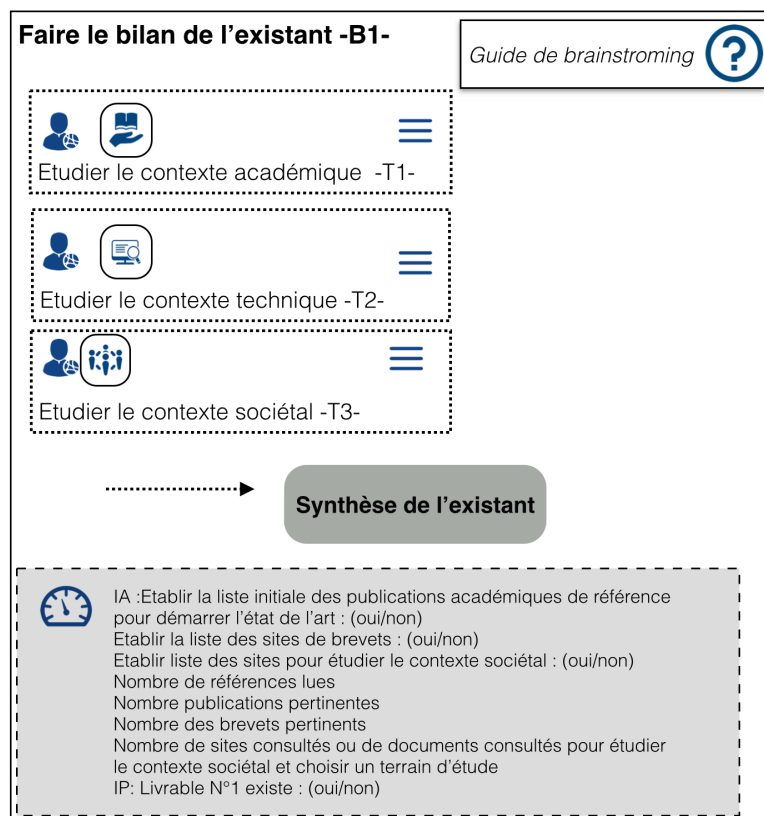 Faire le bilan de l'existant -B1-
Guide de brainstroming
Etudier le contexte académique -T1-
Etudier le contexte technique -T2-
Etudier le contexte sociétal -T3-
Synthèse de l'existant
IA :Etablir la liste initiale des publications académiques de référence
pour démarrer l'état de l'art : (oui/non)
Etablir la liste des sites de brevets : (oui/non)
Etablir liste des sites pour étudier le contexte sociétal : (oui/non)
Nombre de références lues
Nombre publications pertinentes
Nombre des brevets pertinents
Nombre de sites consultés ou de documents consultés pour étudier
le contexte sociétal et choisir un terrain d'étude
IP: Livrable N°1 existe : (oui/non)